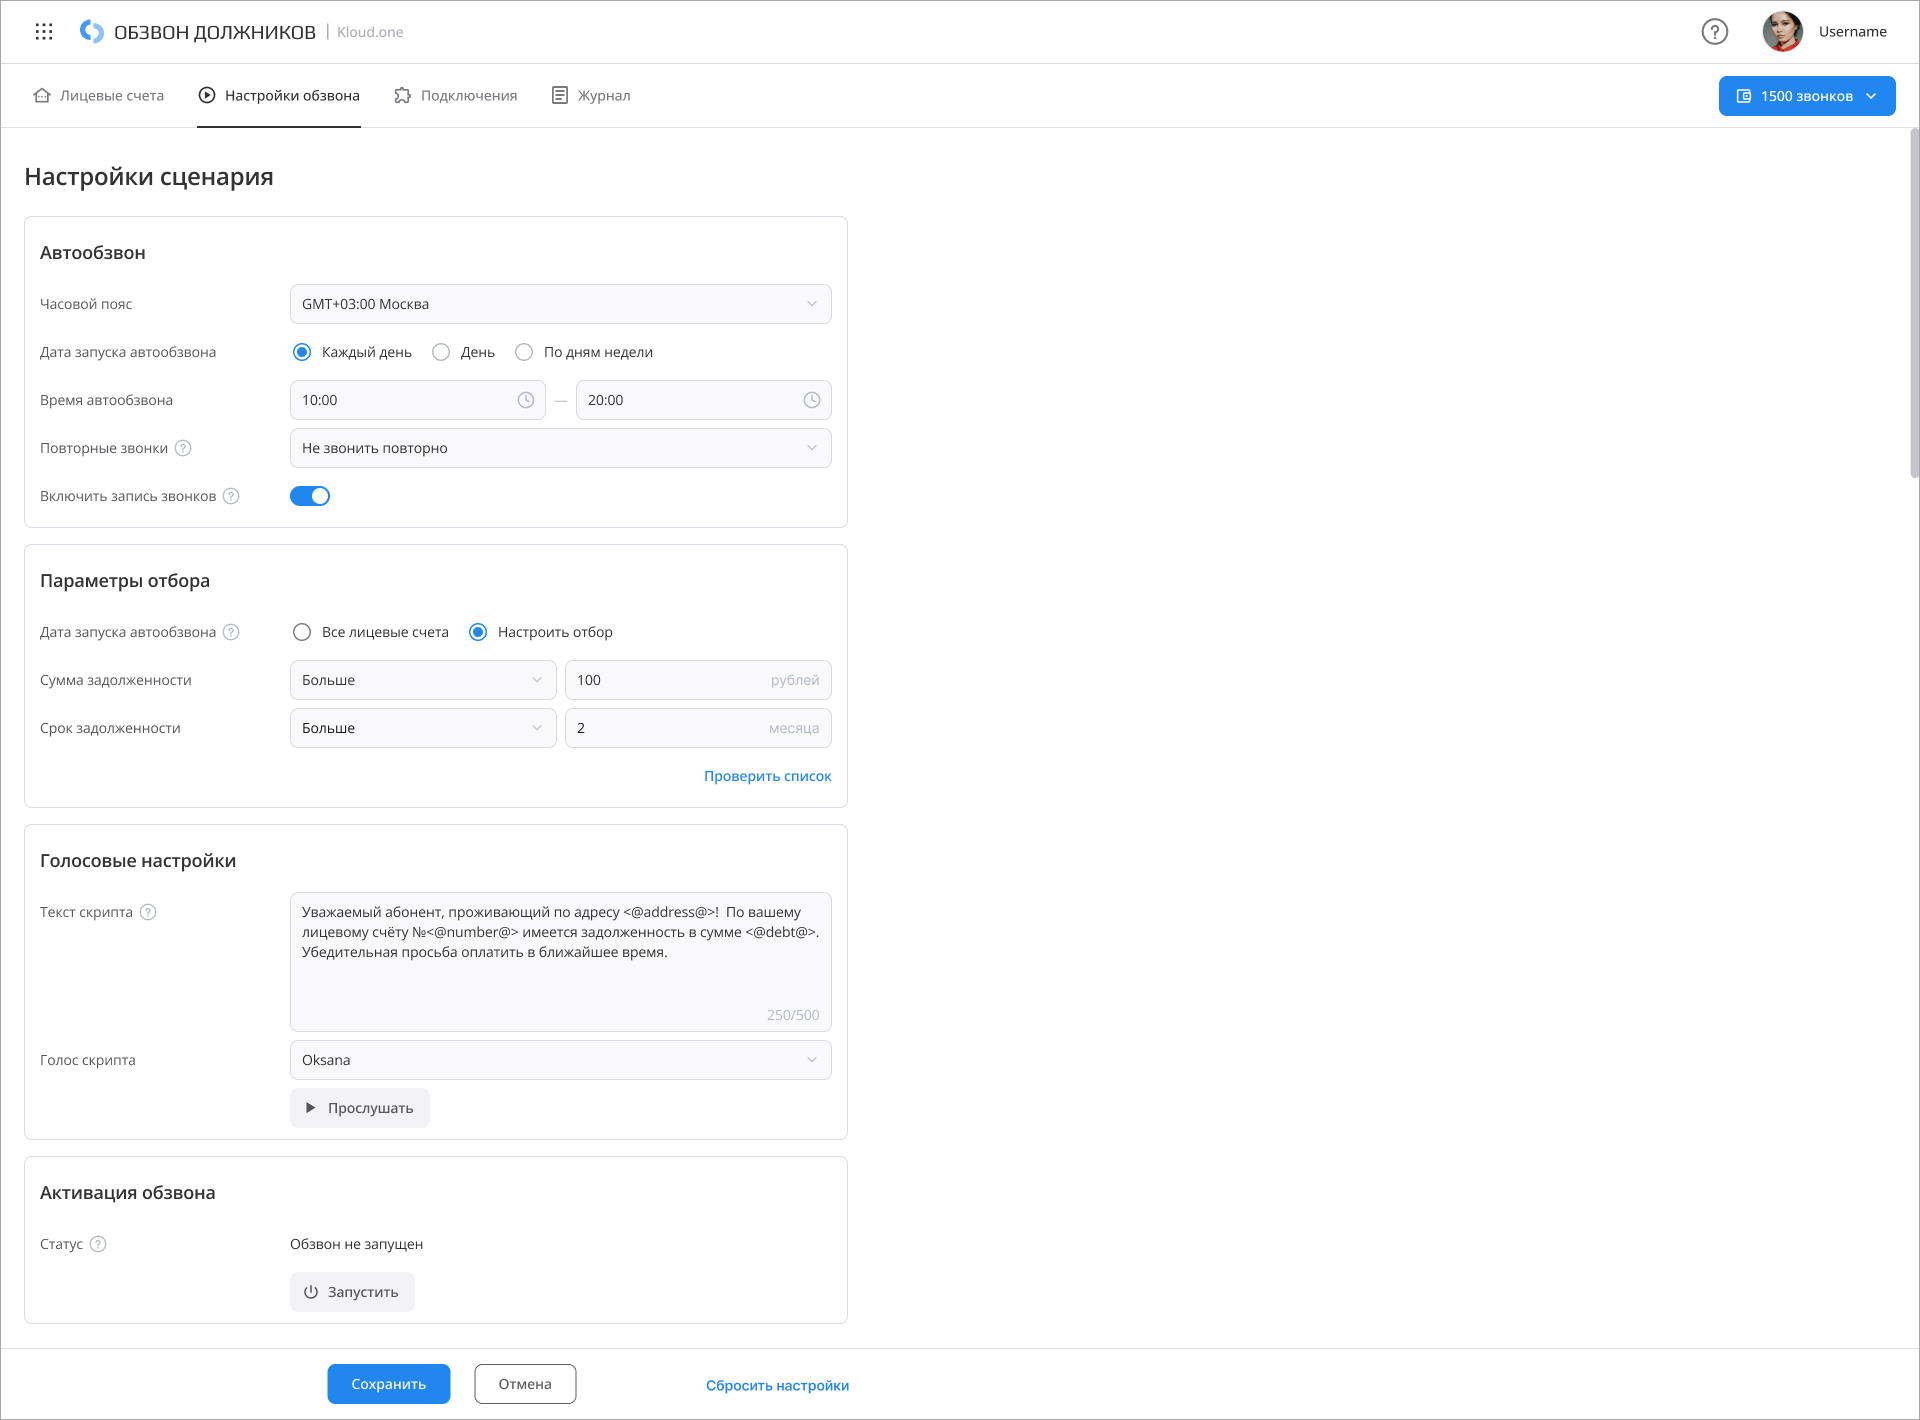 ОБЗВОН ДОЛЖНИКОВ | Kloud.one
Username
Лицевые счета
Настройки обзвона
Подключения
Журнал
1500 звонков
Настройки сценария
Автообзвон
Часовой пояс
GMT+03:00 Москва
Дата запуска автообзвона
Каждый день
День
По дням недели
Время автообзвона
10:00 — 20:00
Повторные звонки ?
Не звонить повторно
Включить запись звонков ?
Параметры отбора
Дата запуска автообзвона ?
Все лицевые счета
Настроить отбор
Сумма задолженности
Больше
100 рублей
Срок задолженности
Больше
2 месяца
Проверить список
Голосовые настройки
Текст скрипта ?
Уважаемый абонент, проживающий по адресу <@address@>!  По вашему
лицевому счёту №<@number@> имеется задолженность в сумме <@debt@>.
Убедительная просьба оплатить в ближайшее время.
250/500
Голос скрипта
Oksana
Прослушать
Активация обзвона
Статус ?
Обзвон не запущен
Запустить
Сохранить
Отмена
Сбросить настройки